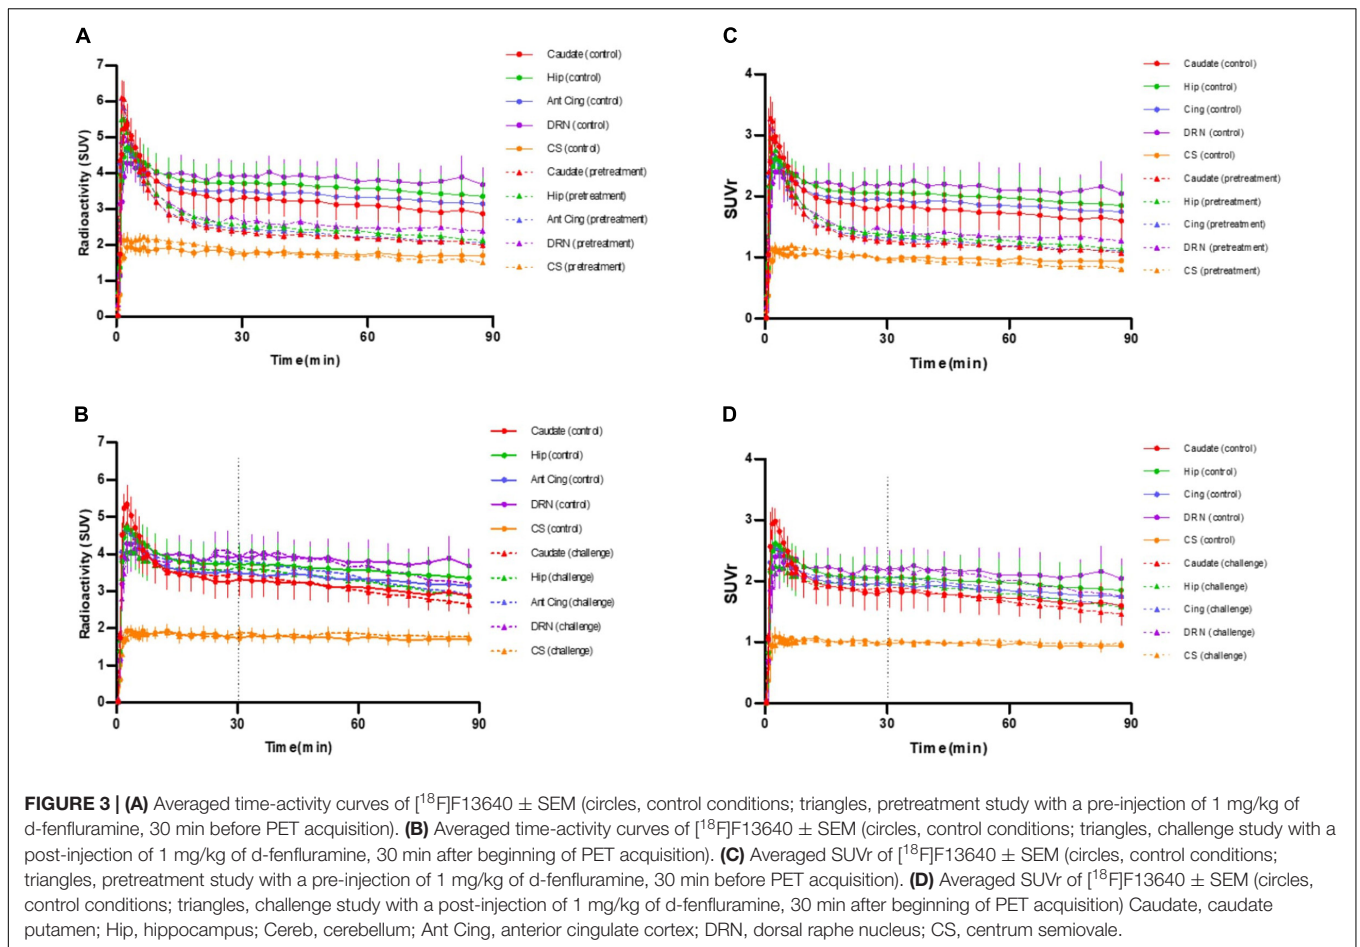 A
Radioactivity (SUV)
7
6
5
4
3
2
1
0
0 30 60 90
Time(min)
Caudate (control)
Hip (control)
Ant Cing (control)
DRN (control)
CS (control)
Caudate (pretreatment)
Hip (pretreatment)
Ant Cing (pretreatment)
DRN (pretreatment)
CS (pretreatment)
C
SUVr
4
3
2
1
0
0 30 60 90
Time (min)
Caudate (control)
Hip (control)
Cing (control)
DRN (control)
CS (control)
Caudate (pretreatment)
Hip (pretreatment)
Cing (pretreatment)
DRN (pretreatment)
CS (pretreatment)
B
Radioactivity (SUV)
7
6
5
4
3
2
1
0
0 30 60 90
Time(min)
Caudate (control)
Hip (control)
Ant Cing (control)
DRN (control)
CS (control)
Caudate (challenge)
Hip (challenge)
Ant Cing (challenge)
DRN (challenge)
CS (challenge)
D
SUVr
4
3
2
1
0
0 30 60 90
Time (min)
Caudate (control)
Hip (control)
Cing (control)
DRN (control)
CS (control)
Caudate (challenge)
Hip (challenge)
Cing (challenge)
DRN (challenge)
CS (challenge)
FIGURE 3 | (A) Averaged time-activity curves of [¹⁸F]F13640 ± SEM (circles, control conditions; triangles, pretreatment study with a pre-injection of 1 mg/kg of
d-fenfluramine, 30 min before PET acquisition). (B) Averaged time-activity curves of [¹⁸F]F13640 ± SEM (circles, control conditions; triangles, challenge study with a
post-injection of 1 mg/kg of d-fenfluramine, 30 min after beginning of PET acquisition). (C) Averaged SUVr of [¹⁸F]F13640 ± SEM (circles, control conditions;
triangles, pretreatment study with a pre-injection of 1 mg/kg of d-fenfluramine, 30 min before PET acquisition). (D) Averaged SUVr of [¹⁸F]F13640 ± SEM (circles,
control conditions; triangles, challenge study with a post-injection of 1 mg/kg of d-fenfluramine, 30 min after beginning of PET acquisition) Caudate, caudate
putamen; Hip, hippocampus; Cereb, cerebellum; Ant Cing, anterior cingulate cortex; DRN, dorsal raphe nucleus; CS, centrum semiovale.